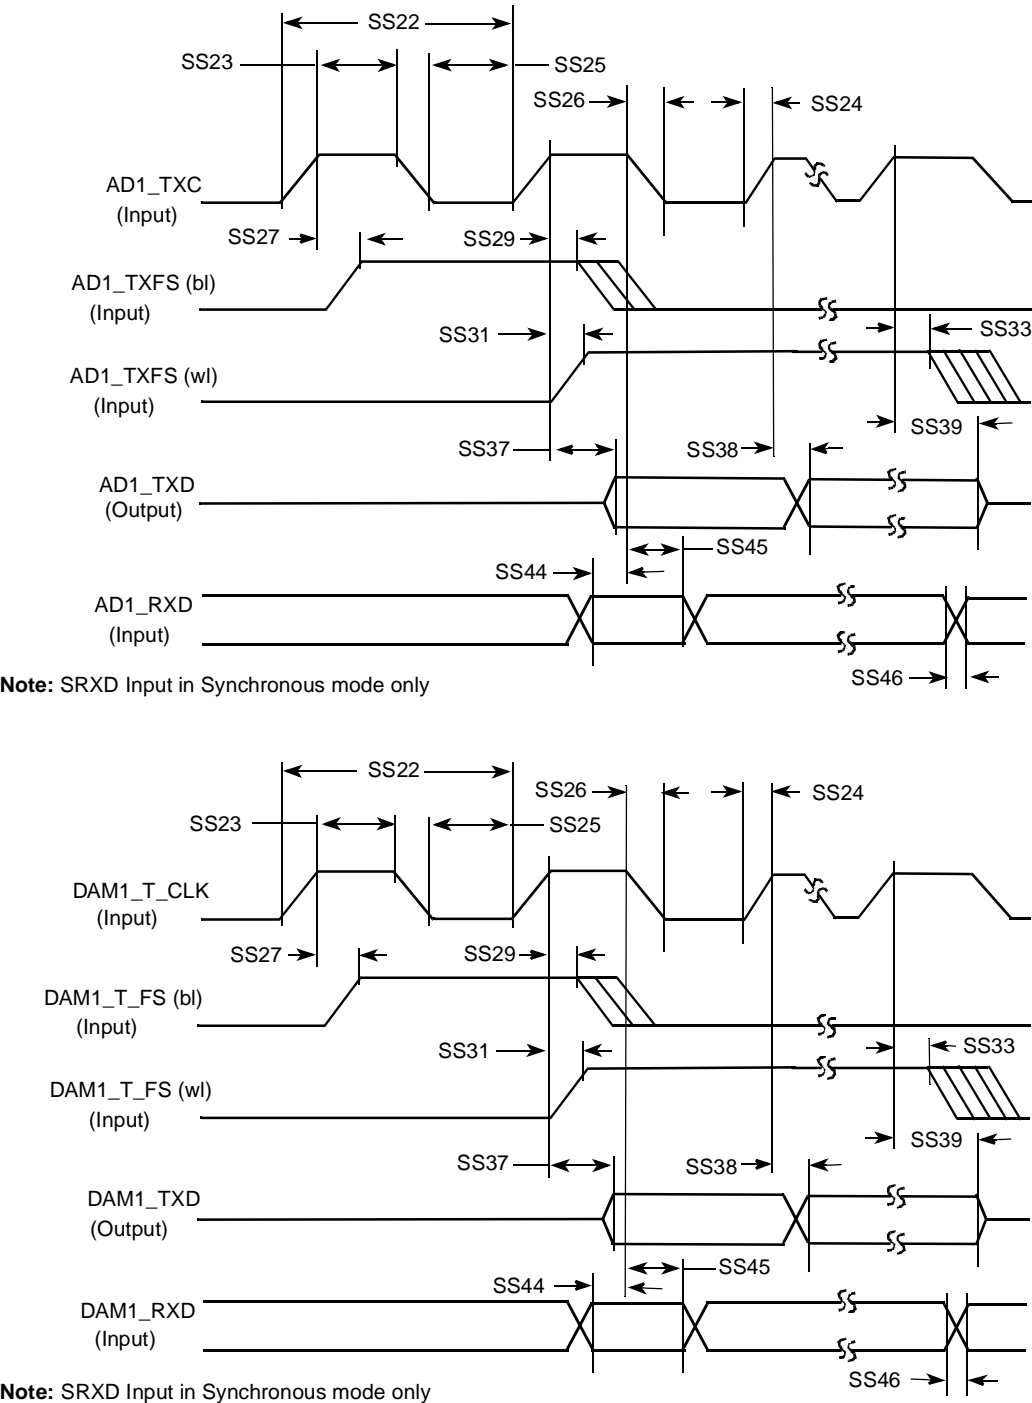 SS22
SS23
SS25
SS26
SS24
AD1_TXC
(Input)
SS27
SS29
AD1_TXFS (bl)
(Input)
SS31
SS33
AD1_TXFS (wl)
(Input)
SS39
SS37
SS38
AD1_TXD
(Output)
SS45
SS44
AD1_RXD
(Input)
SS46
Note: SRXD Input in Synchronous mode only
SS22
SS26
SS24
SS23
SS25
DAM1_T_CLK
(Input)
SS27
SS29
DAM1_T_FS (bl)
(Input)
SS31
SS33
DAM1_T_FS (wl)
(Input)
SS39
SS37
SS38
DAM1_TXD
(Output)
SS45
SS44
DAM1_RXD
(Input)
SS46
Note: SRXD Input in Synchronous mode only